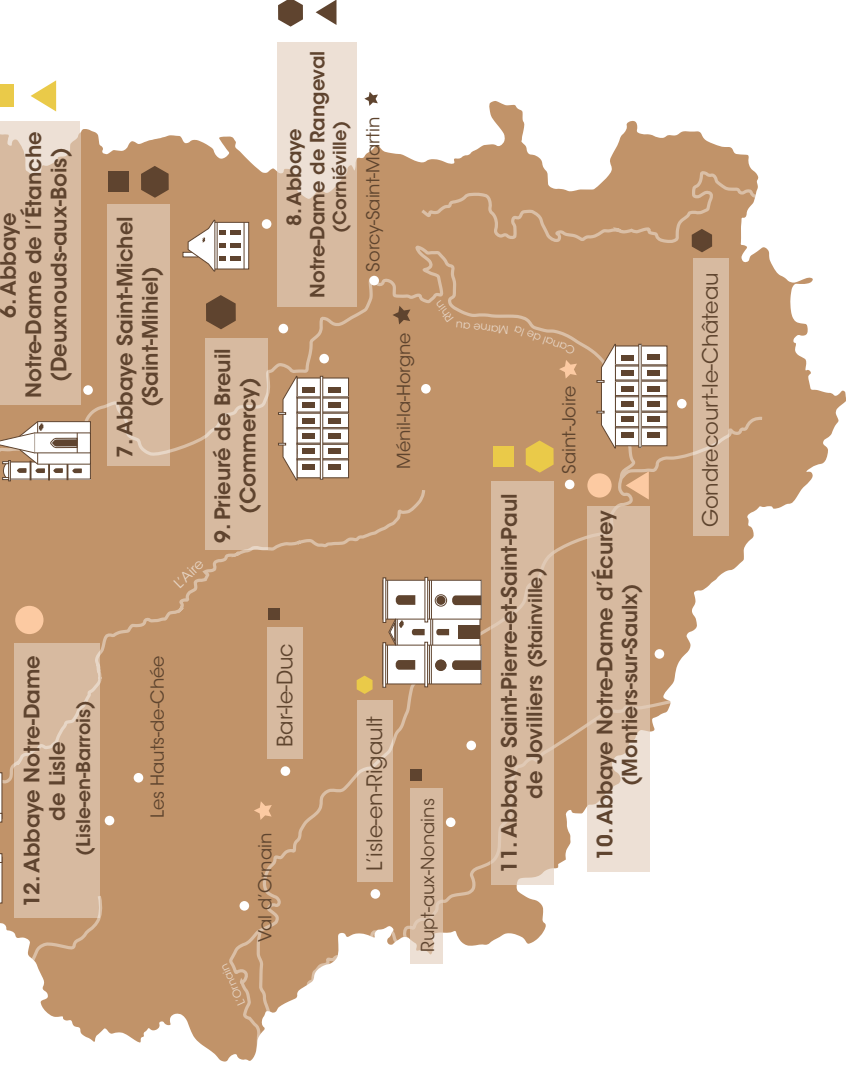 6. Abbaye
Notre-Dame de l'Étanche
(Deuxnouds-aux-Bois)
7. Abbaye Saint-Michel
(Saint-Mihiel)
8. Abbaye
Notre-Dame de Rangeval
(Corniéville)
Sorcy-Saint-Martin
9. Prieuré de Breuil
(Commercy)
Ménil-la-Horgne
Canal de la Marne au Rhin
Saint-Joire
Gondrecourt-le-Château
L'Aire
12. Abbaye Notre-Dame
de Lisle
(Lisle-en-Barrois)
Les Hauts-de-Chée
Bar-le-Duc
Val d'Ornain
L'Ornain
L'isle-en-Rigault
Rupt-aux-Nonains
11. Abbaye Saint-Pierre-et-Saint-Paul
de Jovilliers (Stainville)
10. Abbaye Notre-Dame d'Écurey
(Montiers-sur-Saulx)